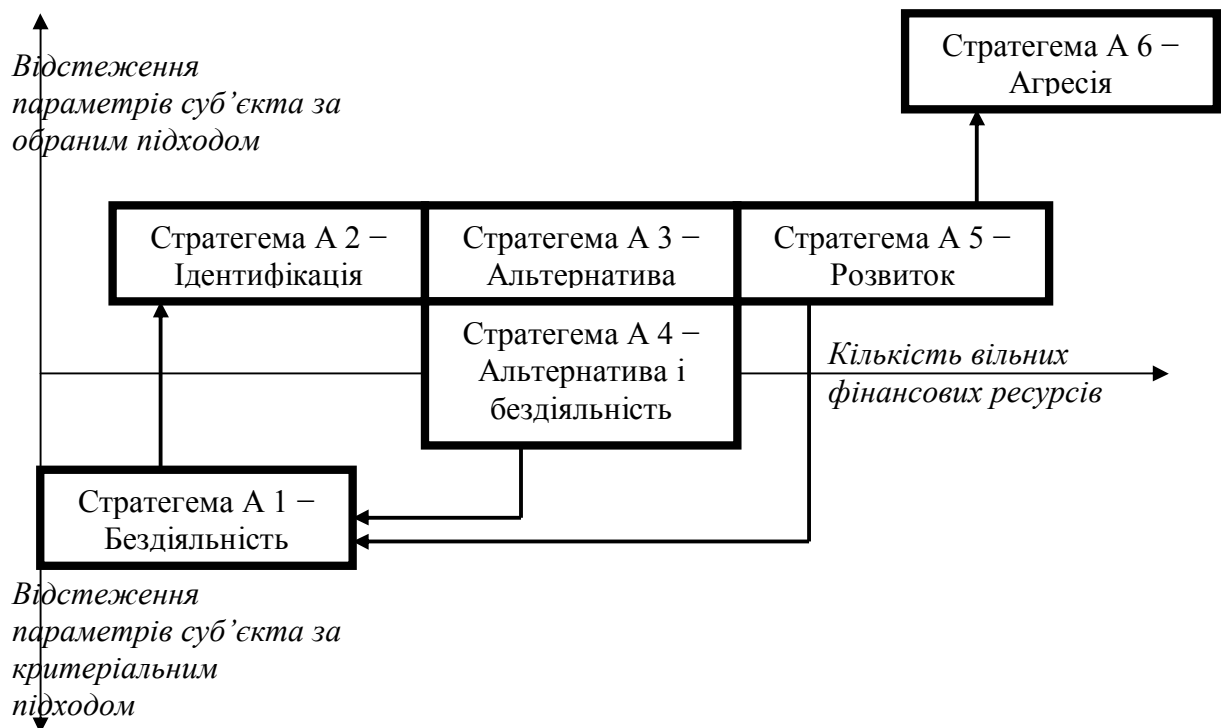 Стратегема А 6 −
Агресія
Відстеження
параметрів суб’єкта за
обраним підходом
Стратегема А 2 −
Ідентифікація
Стратегема А 3 −
Альтернатива
Стратегема А 5 −
Розвиток
Стратегема А 4 −
Альтернатива і
бездіяльність
Кількість вільних
фінансових ресурсів
Стратегема А 1 −
Бездіяльність
Відстеження
параметрів суб’єкта за
критеріальним
підходом